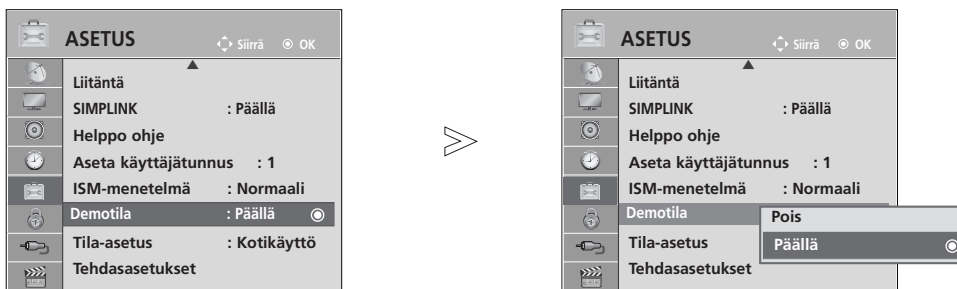 ASETUS Siirrä OK
Liitäntä
SIMPLINK : Päällä
Helppo ohje
Aseta käyttäjätunnus : 1
ISM-menetelmä : Normaali
Demotila : Päällä
Tila-asetus : Kotikäyttö
Tehdasasetukset
ASETUS Siirrä OK
Liitäntä
SIMPLINK : Päällä
Helppo ohje
Aseta käyttäjätunnus : 1
ISM-menetelmä : Normaali
Demotila
Pois
Tila-asetus
Päällä
Tehdasasetukset